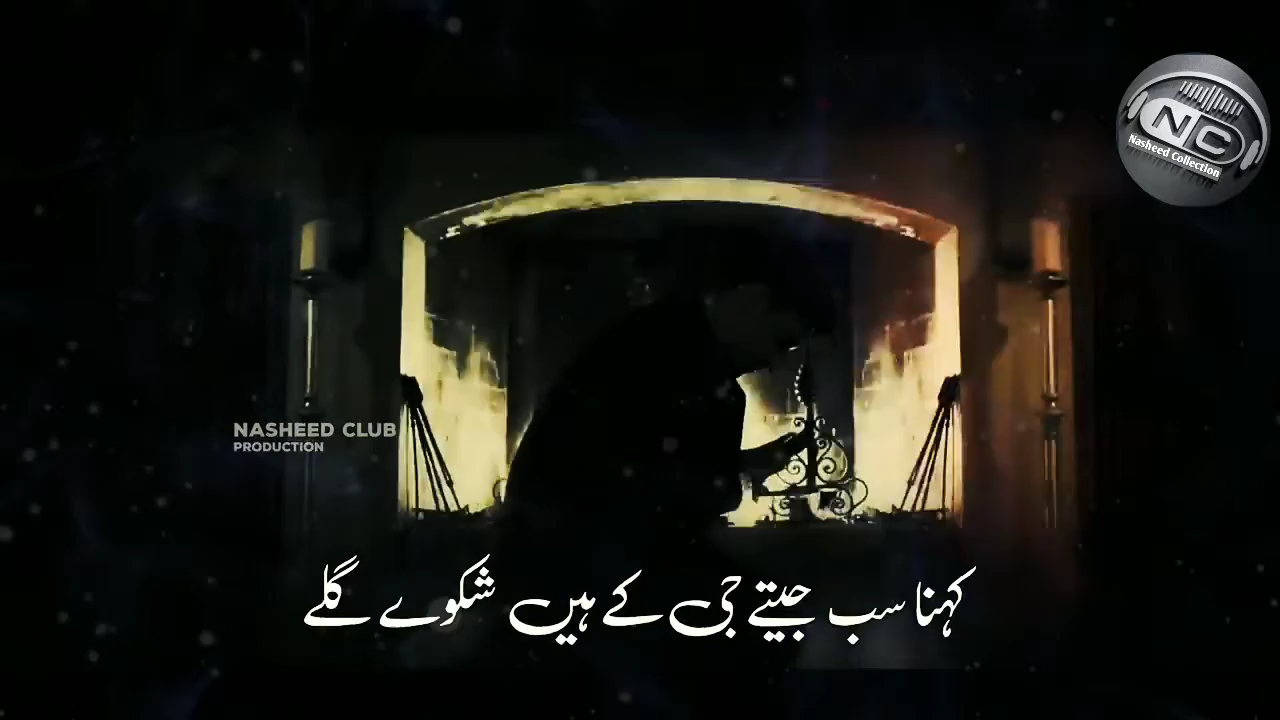 NC
Nasheed Collection
NASHEED CLUB
PRODUCTION
کہنا سب جیتے جی کے ہیں شکوے گلے